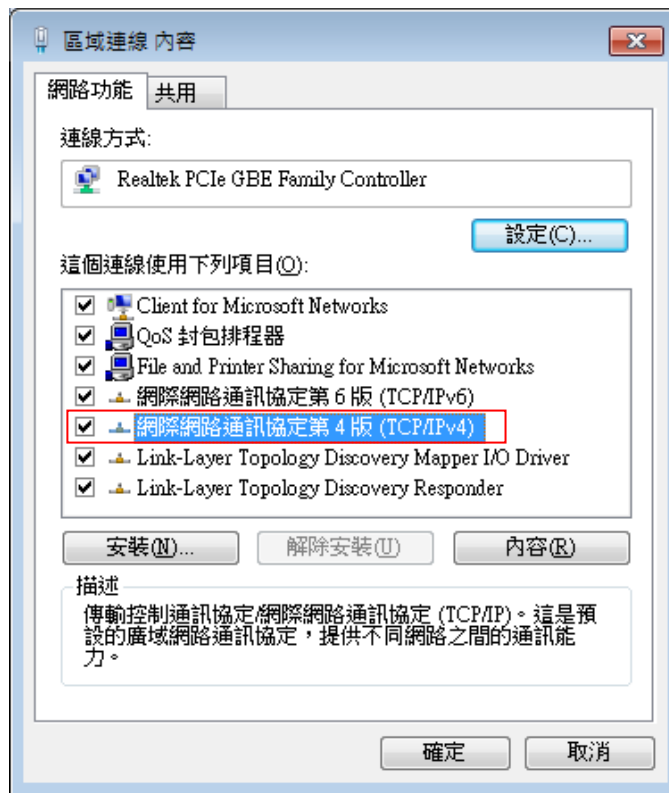 區域連線 內容
網路功能 共用
連線方式:
Realtek PCIe GBE Family Controller
設定(C)...
這個連線使用下列項目(O):
Client for Microsoft Networks
QoS 封包排程器
File and Printer Sharing for Microsoft Networks
網際網路通訊協定第 6 版 (TCP/IPv6)
網際網路通訊協定第 4 版 (TCP/IPv4)
Link-Layer Topology Discovery Mapper I/O Driver
Link-Layer Topology Discovery Responder
安裝(N)... 解除安裝(U) 內容(R)
描述
傳輸控制通訊協定/網際網路通訊協定 (TCP/IP)。這是預
設的廣域網路通訊協定，提供不同網路之間的通訊能
力。
確定 取消